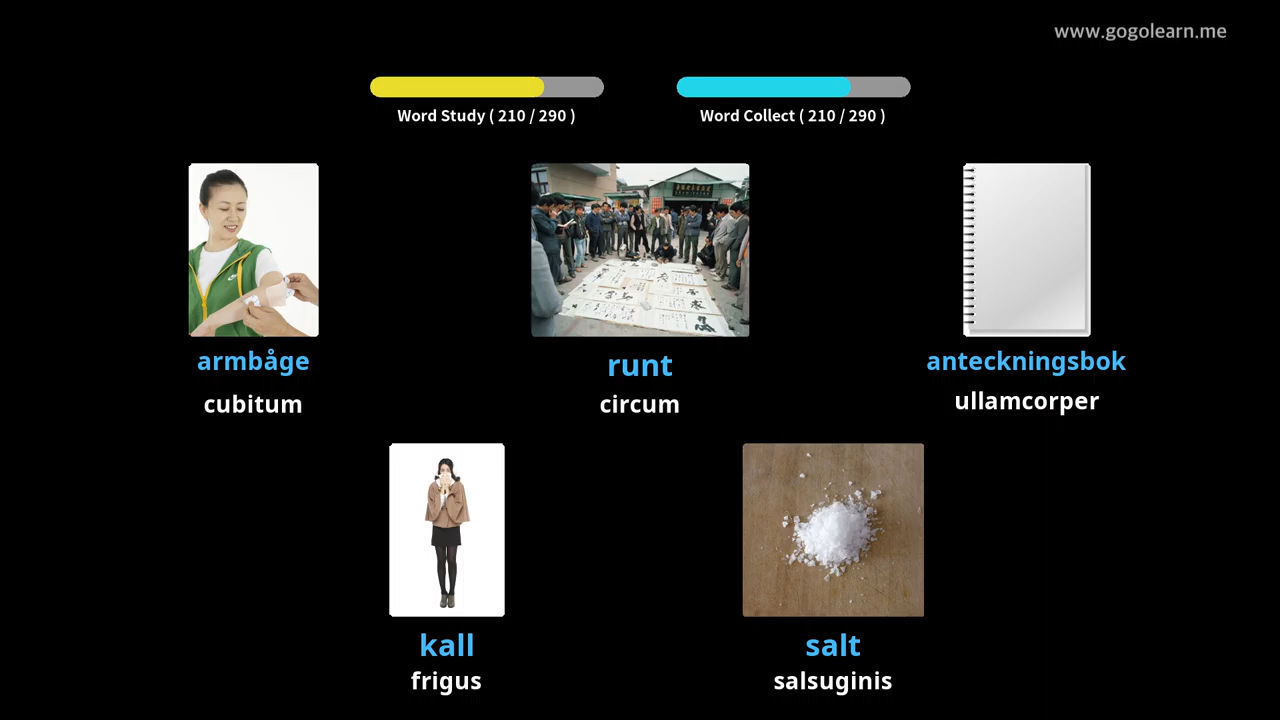 www.gogolearn.me
Word Study ( 210 / 290 )
Word Collect ( 210 / 290 )
armbåge
cubitum
runt
circum
anteckningsbok
ullamcorper
kall
frigus
salt
salsuginis